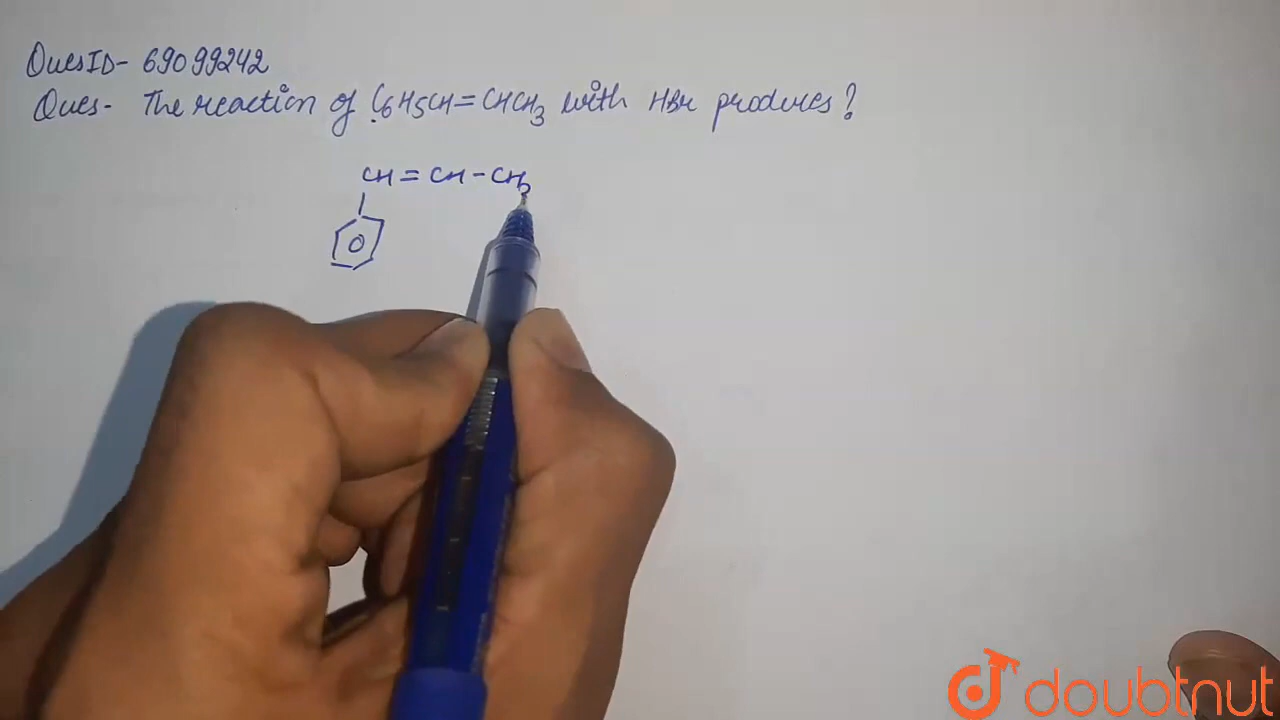 QuesID- 69099242
Ques- The reaction of C6H5CH=CHCH3 with HBr produces?
CH=CH-CH3
doubtnut